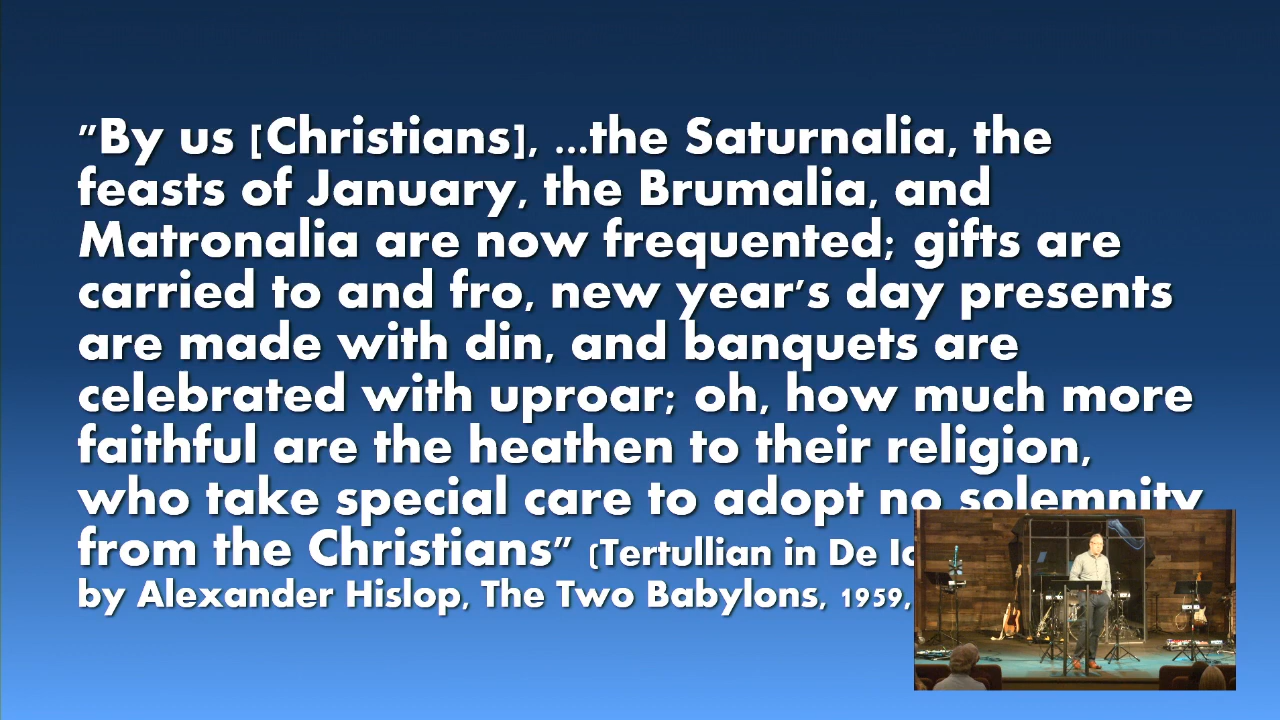 "By us [Christians], ...the Saturnalia, the
feasts of January, the Brumalia, and
Matronalia are now frequented; gifts are
carried to and fro, new year's day presents
are made with din, and banquets are
celebrated with uproar; oh, how much more
faithful are the heathen to their religion,
who take special care to adopt no solemnity
from the Christians" (Tertullian in De
by Alexander Hislop, The Two Babylons, 1959,